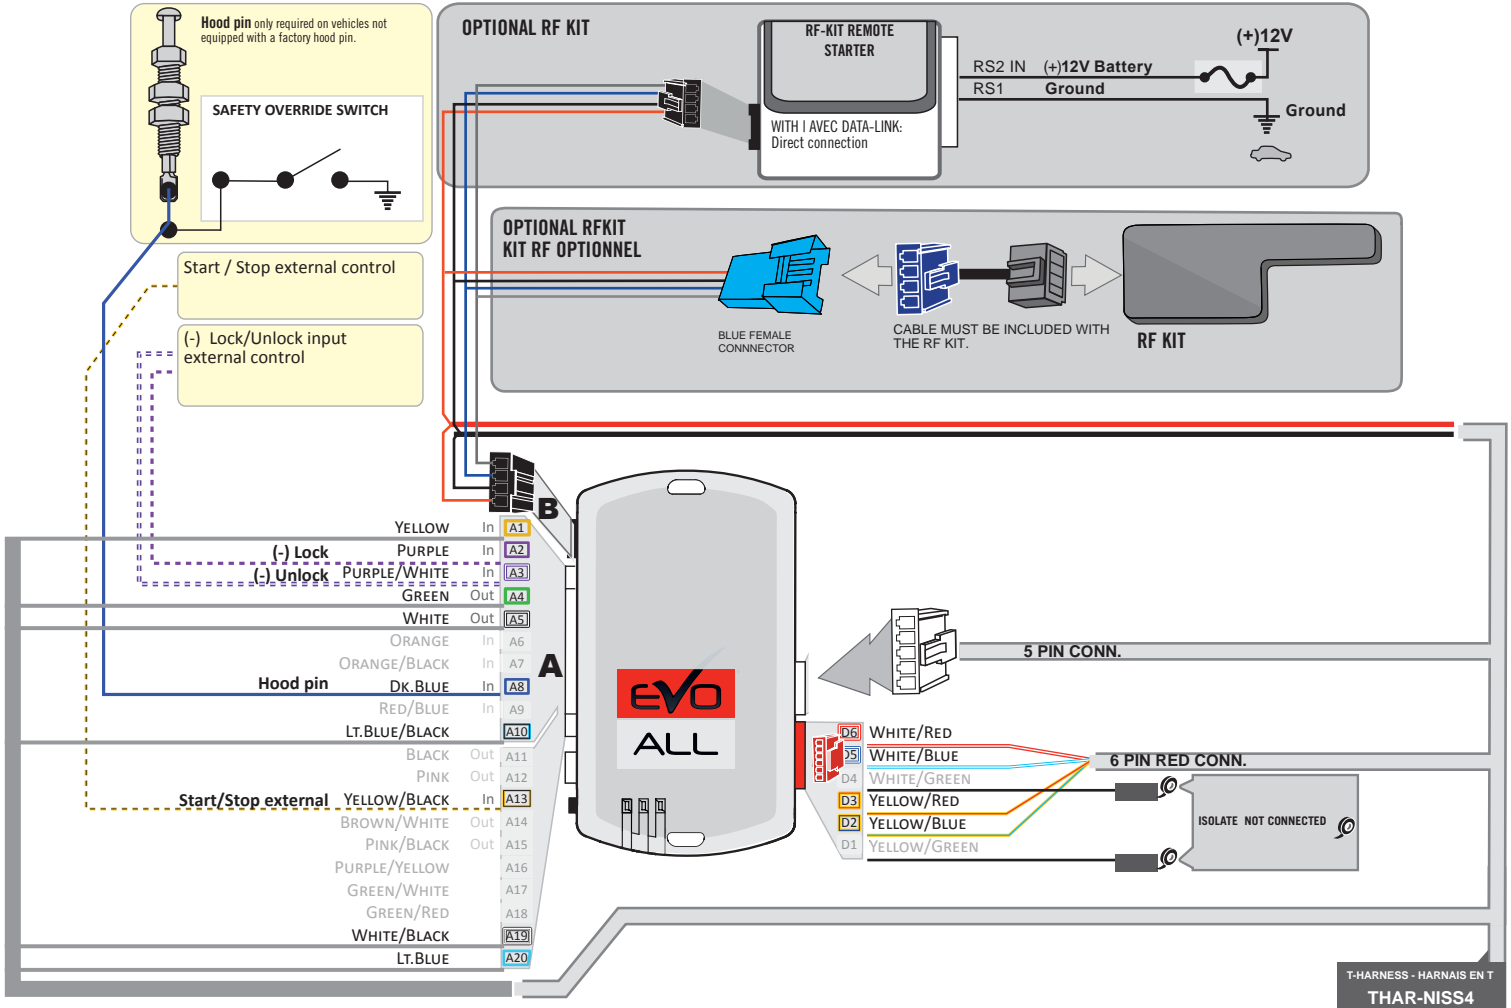 Hood pin only required on vehicles not
equipped with a factory hood pin.
SAFETY OVERRIDE SWITCH
OPTIONAL RF KIT
RF-KIT REMOTE
STARTER
WITH I AVEC DATA-LINK:
Direct connection
RS2 IN (+)12V Battery
RS1 Ground
(+)12V
Ground
OPTIONAL RFKIT
KIT RF OPTIONNEL
BLUE FEMALE
CONNNECTOR
CABLE MUST BE INCLUDED WITH
THE RF KIT.
RF KIT
Start / Stop external control
(-) Lock/Unlock input
external control
B
A
YELLOW In A1
(-) Lock PURPLE In A2
(-) Unlock PURPLE/WHITE In A3
GREEN Out A4
WHITE Out A5
ORANGE In A6
ORANGE/BLACK In A7
Hood pin DK.BLUE In A8
RED/BLUE In A9
LT.BLUE/BLACK A10
BLACK Out A11
PINK Out A12
Start/Stop external YELLOW/BLACK In A13
BROWN/WHITE Out A14
PINK/BLACK Out A15
PURPLE/YELLOW A16
GREEN/WHITE A17
GREEN/RED A18
WHITE/BLACK A19
LT.BLUE A20
EVO
ALL
5 PIN CONN.
D6 WHITE/RED
D5 WHITE/BLUE
D4 WHITE/GREEN
D3 YELLOW/RED
D2 YELLOW/BLUE
D1 YELLOW/GREEN
6 PIN RED CONN.
ISOLATE NOT CONNECTED
T-HARNESS - HARNAIS EN T
THAR-NISS4